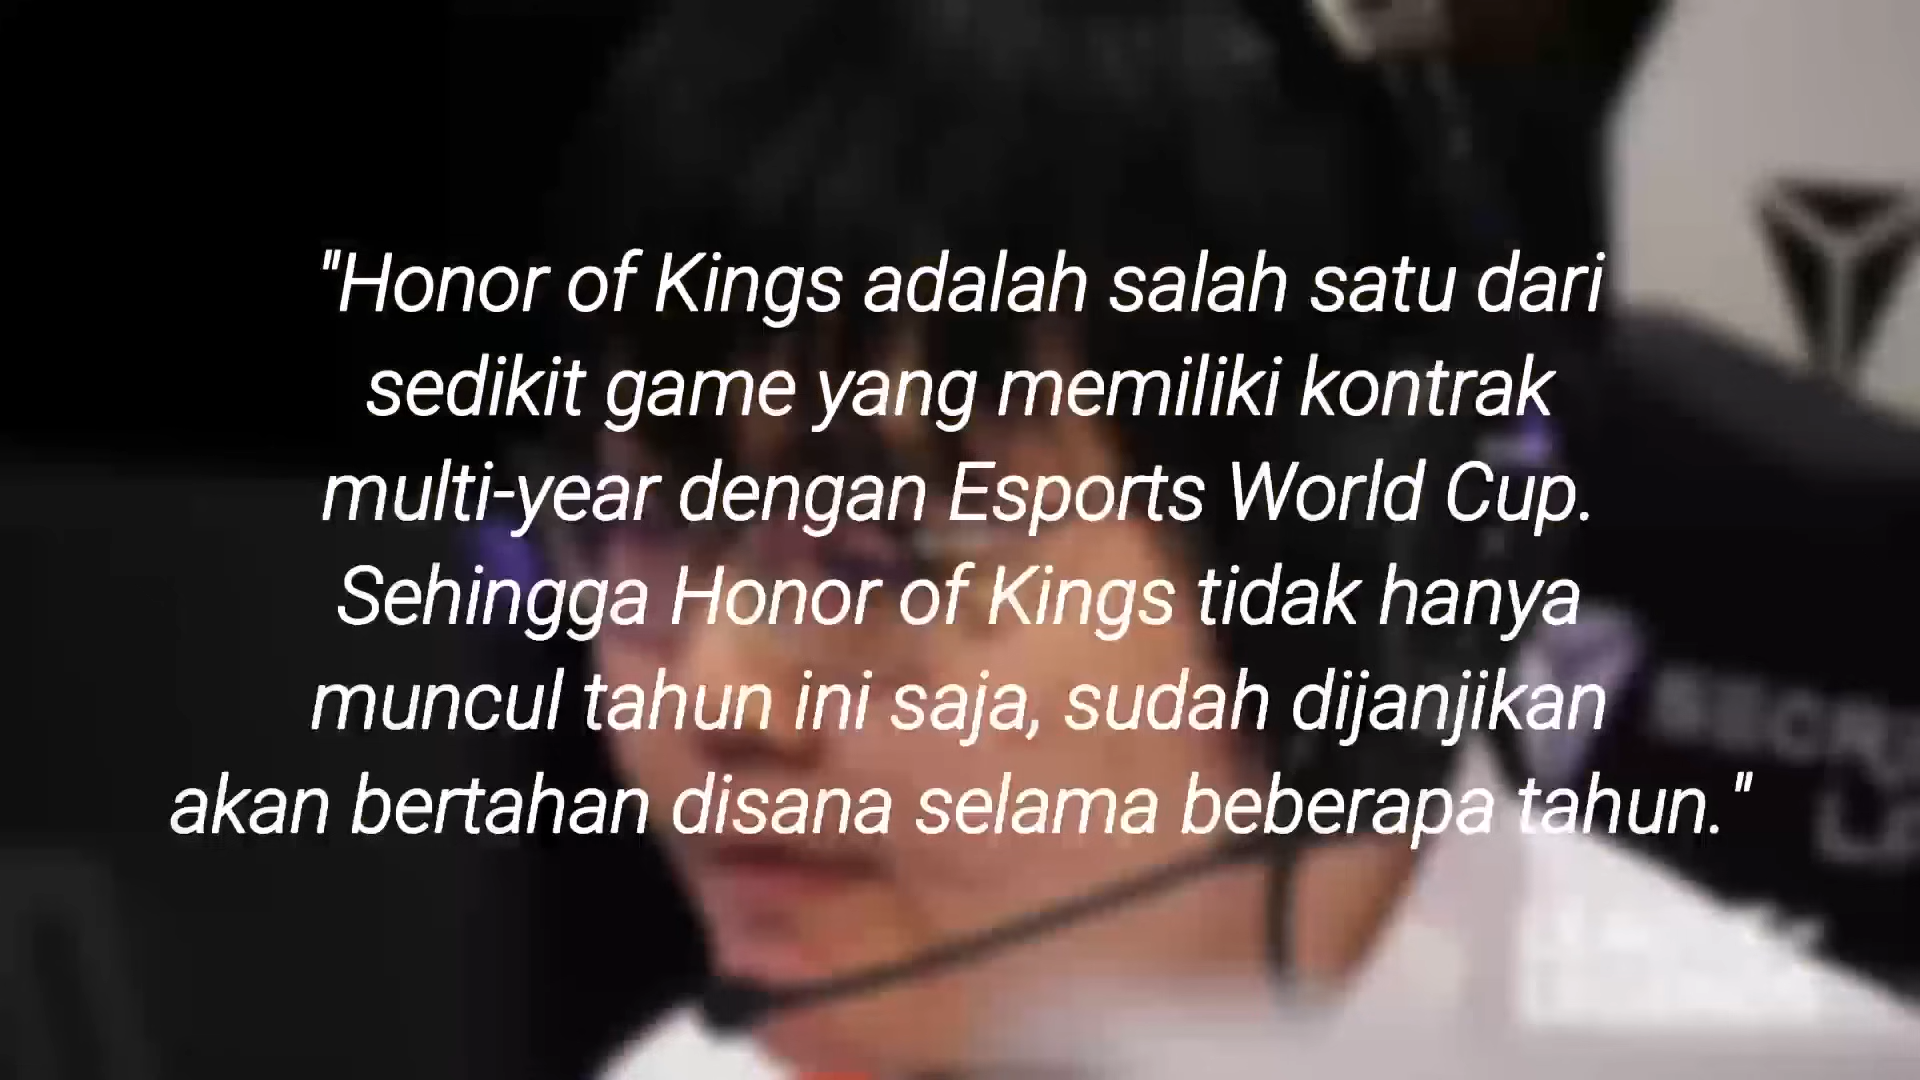 "Honor of Kings adalah salah satu dari
sedikit game yang memiliki kontrak
multi-year dengan Esports World Cup.
Sehingga Honor of Kings tidak hanya
muncul tahun ini saja, sudah dijanjikan
akan bertahan disana selama beberapa tahun."